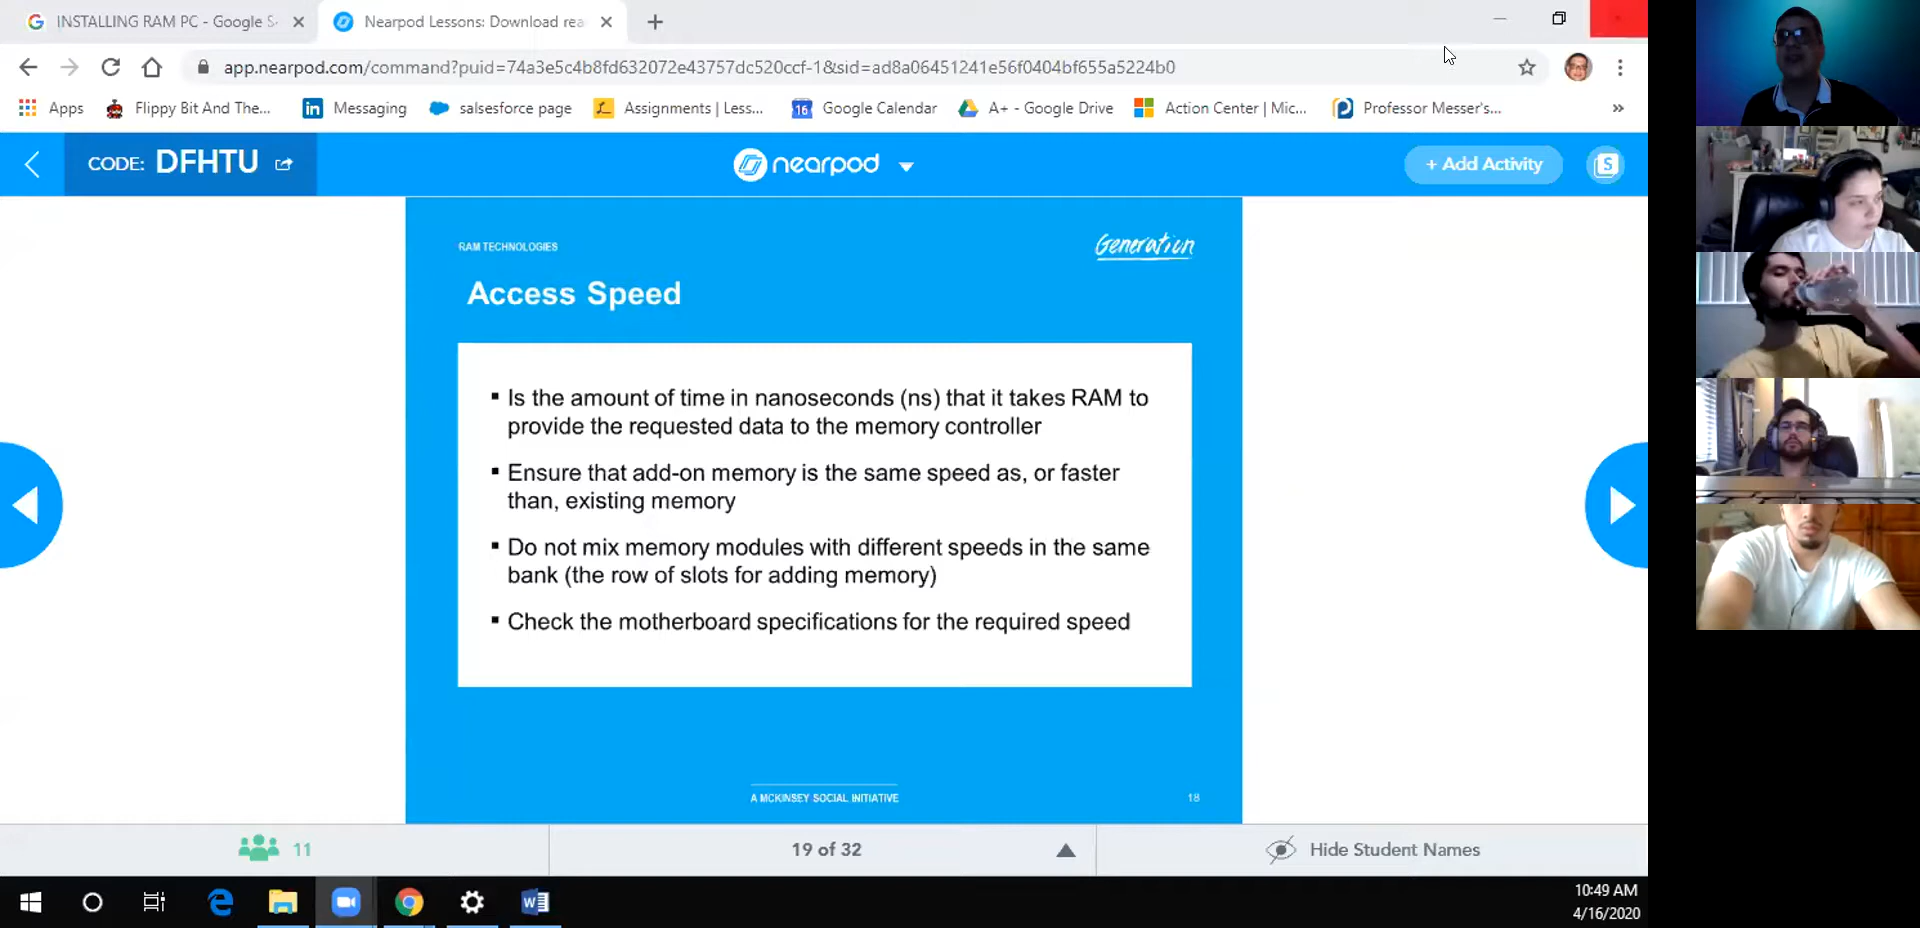 INSTALLING RAM PC - Google S
Nearpod Lessons: Download rea
app.nearpod.com/command?puid=74a3e5c4b8fd632072e43757dc520ccf-1&sid=ad8a06451241e56f0404bf655a5224b0
Apps
Flippy Bit And The...
Messaging
salsesforce page
Assignments | Less...
Google Calendar
A+ - Google Drive
Action Center | Mic...
Professor Messer's...
CODE: DFHTU
nearpod
+ Add Activity
RAM TECHNOLOGIES
Generation
Access Speed
▪ Is the amount of time in nanoseconds (ns) that it takes RAM to
provide the requested data to the memory controller
▪ Ensure that add-on memory is the same speed as, or faster
than, existing memory
▪ Do not mix memory modules with different speeds in the same
bank (the row of slots for adding memory)
▪ Check the motherboard specifications for the required speed
A MCKINSEY SOCIAL INITIATIVE
18
11
19 of 32
Hide Student Names
10:49 AM
4/16/2020